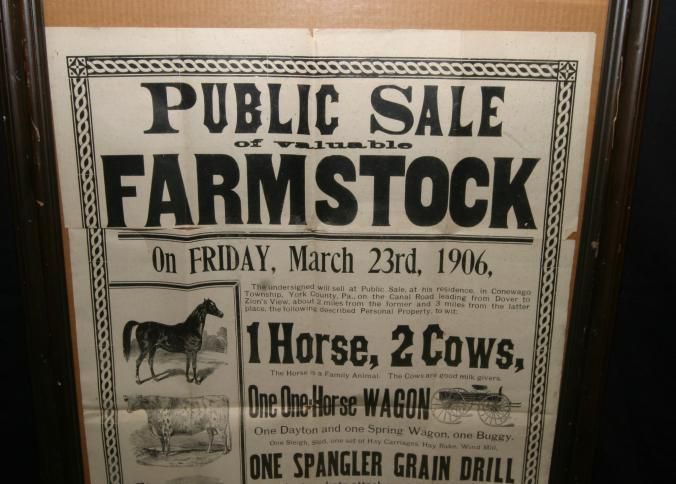 PUBLIC SALE
of valuable
FARM STOCK
On FRIDAY, March 23rd, 1906,
The undersigned will sell at Public Sale, at his residence, in Conewago
Township, York County, Pa., on the Canal Road leading from Dover to
Zion's View, about 2 miles from the former and 3 miles from the latter
place, the following described Personal Property, to wit:
1 Horse, 2 Cows,
The Horse is a Family Animal. The Cows are good milk givers.
One One-Horse WAGON
One Dayton and one Spring Wagon, one Buggy.
One Sleigh, Sled, one set of Hay Carriages, Hay Rake, Wind Mill,
ONE SPANGLER GRAIN DRILL